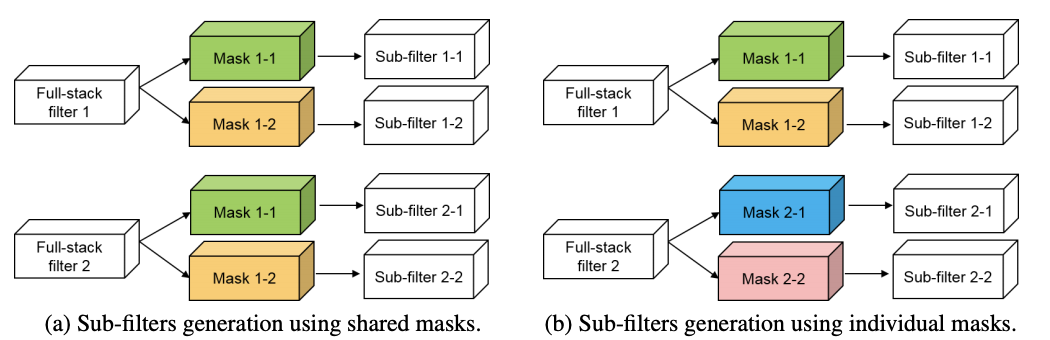 Full-stack
filter 1
Mask 1-1
Sub-filter 1-1
Mask 1-2
Sub-filter 1-2
Full-stack
filter 2
Mask 1-1
Sub-filter 2-1
Mask 1-2
Sub-filter 2-2
(a) Sub-filters generation using shared masks.
Full-stack
filter 1
Mask 1-1
Sub-filter 1-1
Mask 1-2
Sub-filter 1-2
Full-stack
filter 2
Mask 2-1
Sub-filter 2-1
Mask 2-2
Sub-filter 2-2
(b) Sub-filters generation using individual masks.